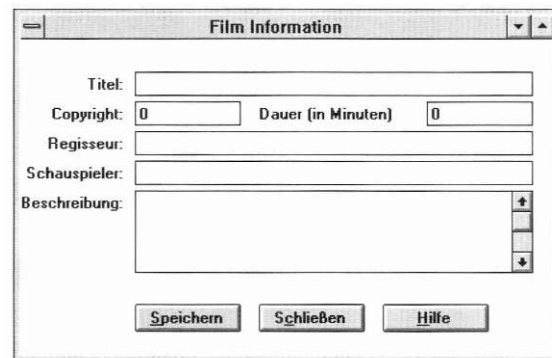 Film Information
Titel:
Copyright: 0 Dauer (in Minuten) 0
Regisseur:
Schauspieler:
Beschreibung:
Speichern Schließen Hilfe